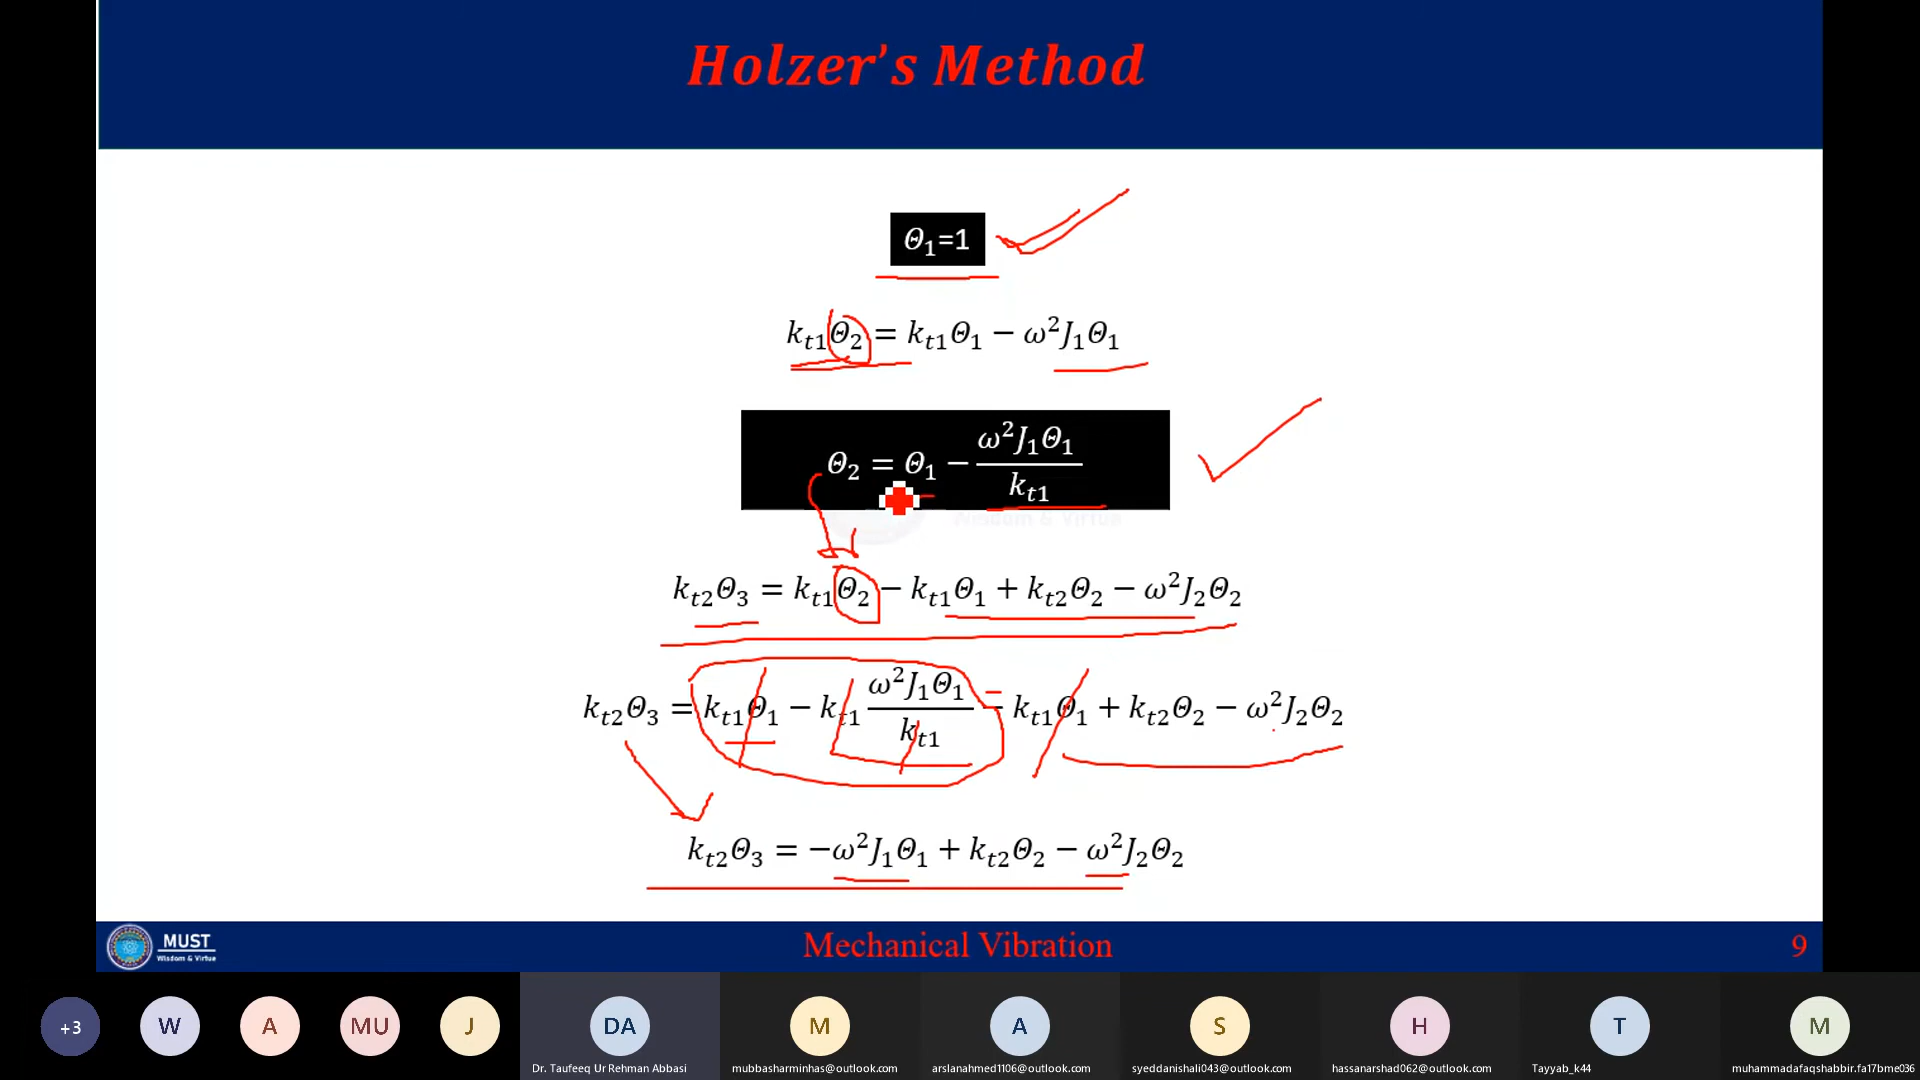 Holzer's Method
Θ₁=1
kₜ₁Θ₂ = kₜ₁Θ₁ − ω²J₁Θ₁
Θ₂ = Θ₁ − ω²J₁Θ₁ / kₜ₁
Wisdom & Virtue
kₜ₂Θ₃ = kₜ₁Θ₂ − kₜ₁Θ₁ + kₜ₂Θ₂ − ω²J₂Θ₂
kₜ₂Θ₃ = kₜ₁Θ₁ − kₜ₁ ω²J₁Θ₁ / kₜ₁ − kₜ₁Θ₁ + kₜ₂Θ₂ − ω²J₂Θ₂
kₜ₂Θ₃ = −ω²J₁Θ₁ + kₜ₂Θ₂ − ω²J₂Θ₂
MUST
Wisdom & Virtue
Mechanical Vibration
9
+3 W A MU J DA M A S H T M
Dr. Taufeeq Ur Rehman Abbasi mubbasharminhas@outlook.com arslanahmed1106@outlook.com syeddanishali043@outlook.com hassanarshad062@outlook.com Tayyab_k44 muhammadafaqshabbir.fa17bme036